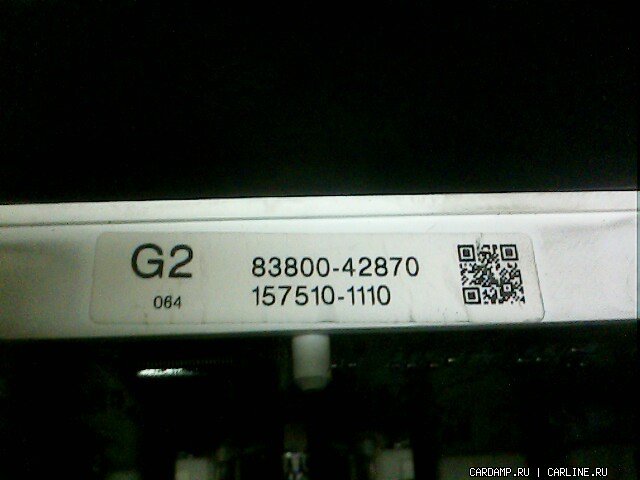 G2
064
83800-42870
157510-1110
CARDAMP.RU | CARLINE.RU